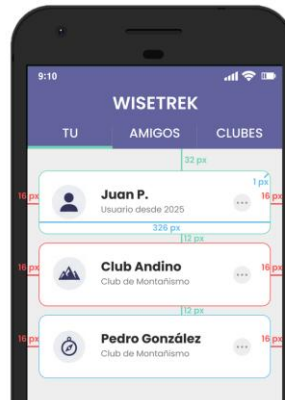 9:10
WISETREK
TU AMIGOS CLUBES
32 px
1 px
16 px Juan P. 16 px
Usuario desde 2025
326 px
12 px
16 px Club Andino 16 px
Club de Montañismo
12 px
16 px Pedro González 16 px
Club de Montañismo